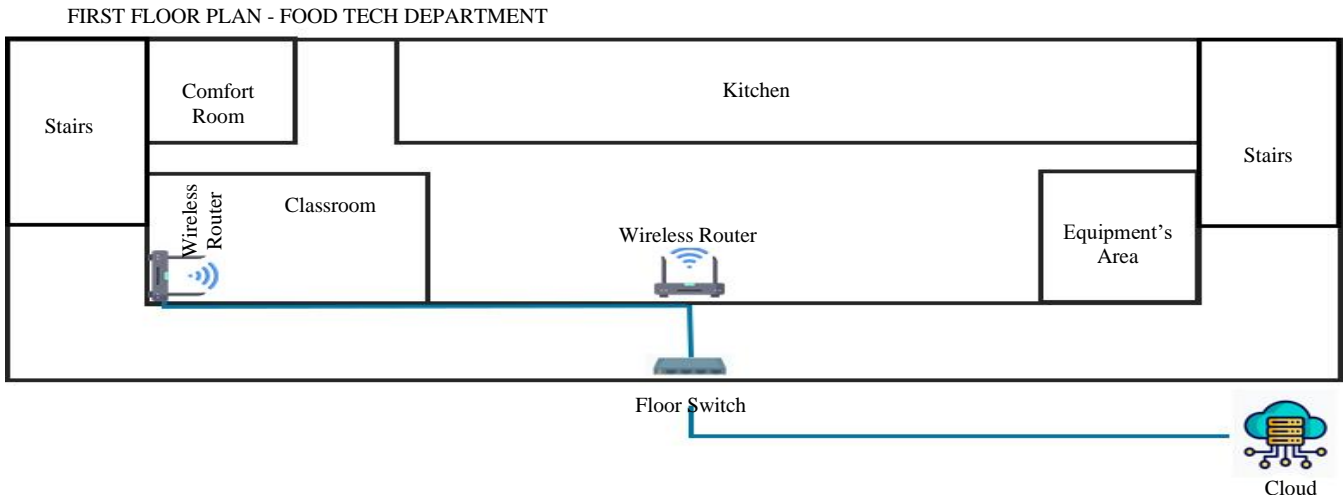 FIRST FLOOR PLAN - FOOD TECH DEPARTMENT
Stairs
Comfort
Room
Kitchen
Stairs
Wireless
Router
Classroom
Wireless Router
Equipment’s
Area
Floor Switch
Cloud